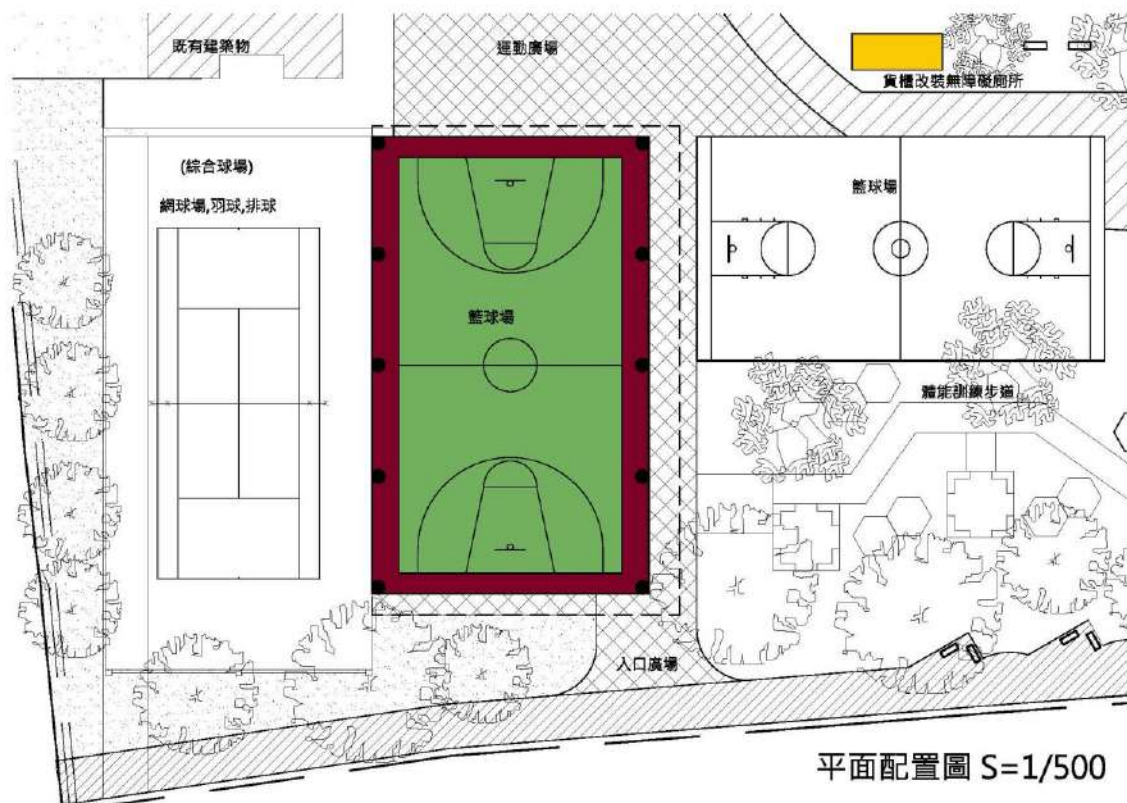 既有建築物
運動廣場
貨櫃改裝無障礙廁所
(綜合球場)
網球場,羽球,排球
籃球場
籃球場
體能訓練步道
入口廣場
平面配置圖 S=1/500